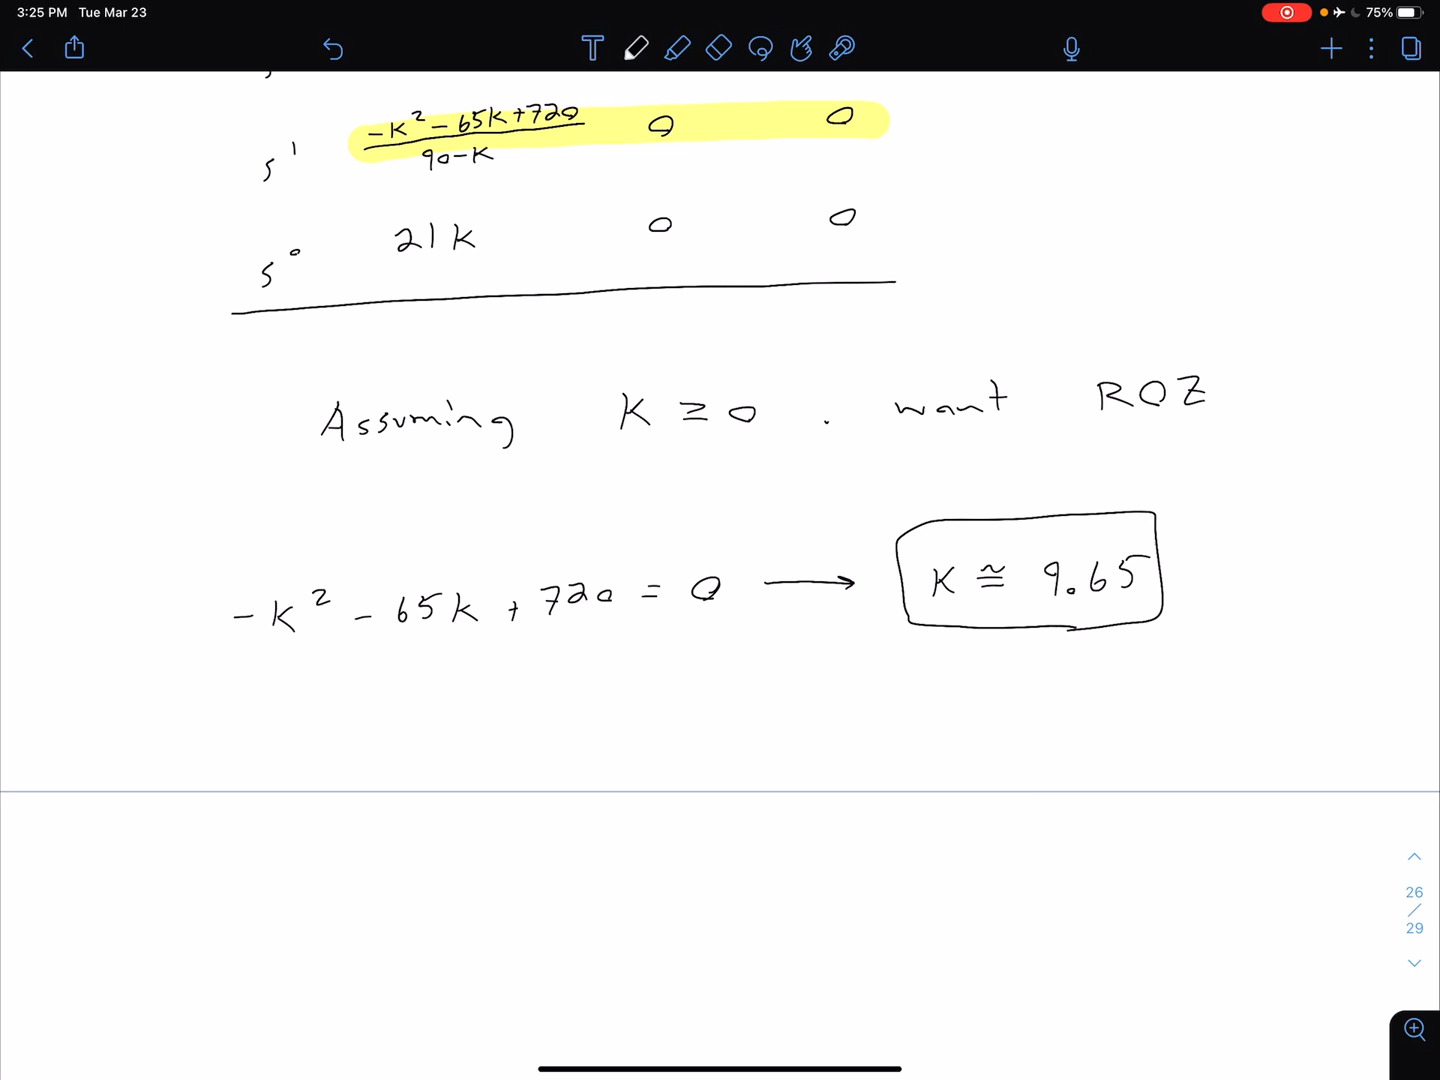 3:25 PM Tue Mar 23
75%
T
s¹ (-K² - 65K + 720)/(90 - K) 0 0
s⁰ 21K 0 0
Assuming K ≥ 0 . want ROZ
-K² - 65K + 720 = 0 → K ≅ 9.65
26
/
29